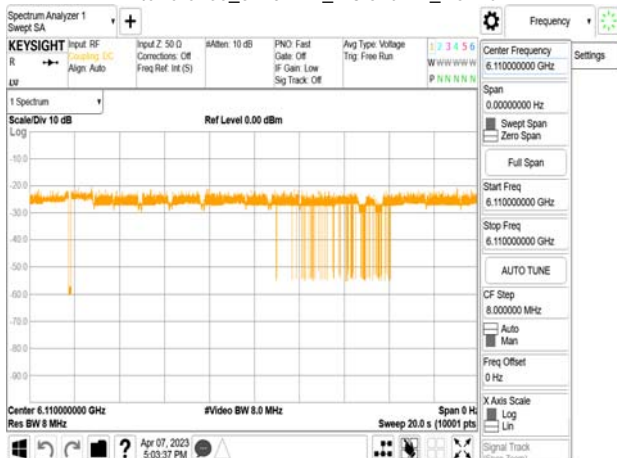 Spectrum Analyzer 1
Swept SA
+
Frequency
Settings
KEYSIGHT
R
LXI
Input: RF
Coupling: DC
Align: Auto
Input Z: 50 Ω
Corrections: Off
Freq Ref: Int (S)
#Atten: 10 dB
PNO: Fast
Gate: Off
IF Gain: Low
Sig Track: Off
Avg Type: Voltage
Trig: Free Run
1 2 3 4 5 6
W W W W W W
P N N N N N
1 Spectrum
Scale/Div 10 dB
Ref Level 0.00 dBm
Log
-10.0
-20.0
-30.0
-40.0
-50.0
-60.0
-70.0
-80.0
-90.0
Center 6.110000000 GHz
#Video BW 8.0 MHz
Span 0 Hz
Res BW 8 MHz
Sweep 20.0 s (10001 pts)
Center Frequency
6.110000000 GHz
Span
0.00000000 Hz
Swept Span
Zero Span
Full Span
Start Freq
6.110000000 GHz
Stop Freq
6.110000000 GHz
AUTO TUNE
CF Step
8.000000 MHz
Auto
Man
Freq Offset
0 Hz
X Axis Scale
Log
Lin
Signal Track
?
Apr 07, 2023
5:03:37 PM